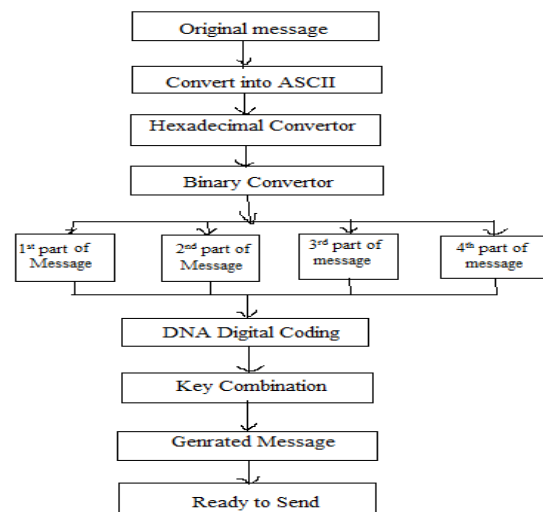 Original message
Convert into ASCII
Hexadecimal Convertor
Binary Convertor
1st part of
Message
2nd part of
Message
3rd part of
message
4th part of
message
DNA Digital Coding
Key Combination
Genrated Message
Ready to Send